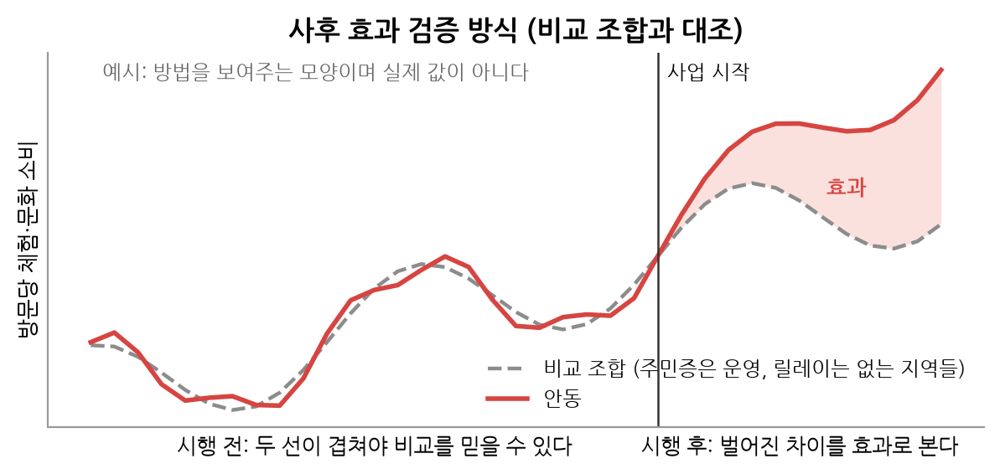 사후 효과 검증 방식 (비교 조합과 대조)
예시: 방법을 보여주는 모양이며 실제 값이 아니다
사업 시작
방문당 체험·문화 소비
효과
비교 조합 (주민증은 운영, 릴레이는 없는 지역들)
안동
시행 전: 두 선이 겹쳐야 비교를 믿을 수 있다
시행 후: 벌어진 차이를 효과로 본다